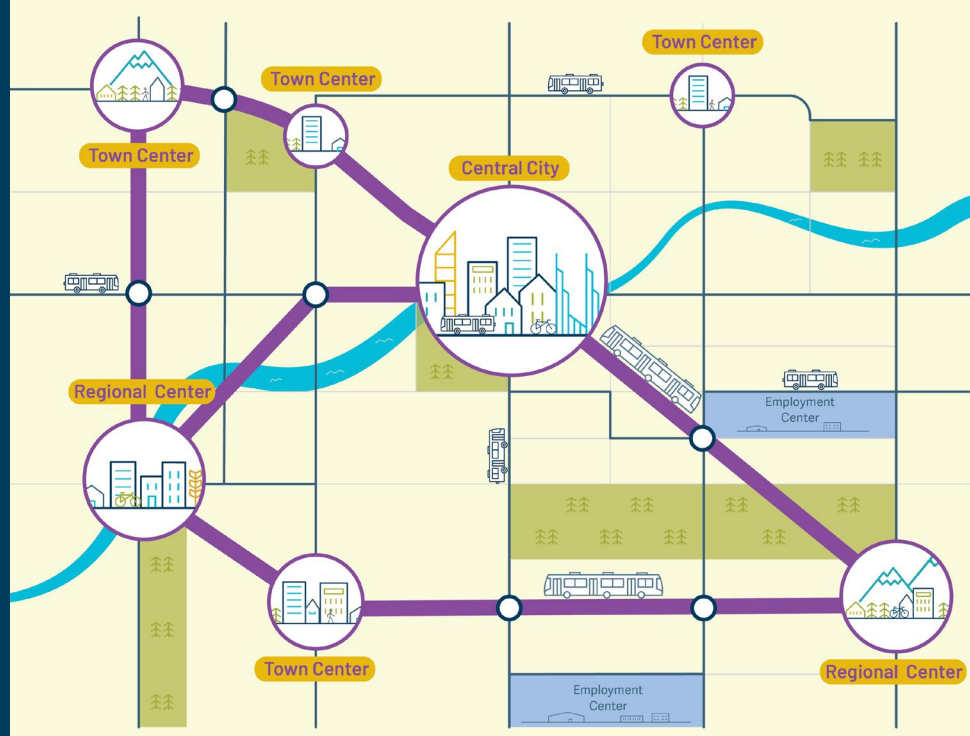 Town Center
Town Center
Town Center
Central City
Regional Center
Employment
Center
Town Center
Regional Center
Employment
Center